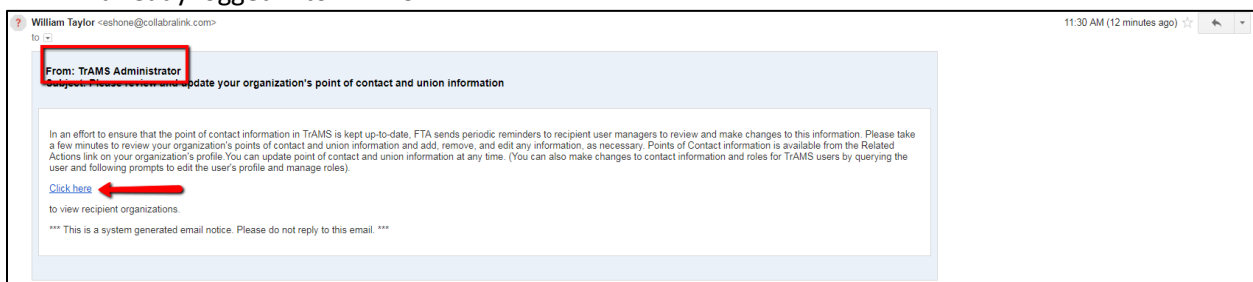 William Taylor <eshone@collabralink.com>
11:30 AM (12 minutes ago)
to
From: TrAMS Administrator
Subject: Please review and update your organization's point of contact and union information
In an effort to ensure that the point of contact information in TrAMS is kept up-to-date, FTA sends periodic reminders to recipient user managers to review and make changes to this information. Please take
a few minutes to review your organization's points of contact and union information and add, remove, and edit any information, as necessary. Points of Contact information is available from the Related
Actions link on your organization's profile.You can update point of contact and union information at any time. (You can also make changes to contact information and roles for TrAMS users by querying the
user and following prompts to edit the user's profile and manage roles).
Click here
to view recipient organizations.
*** This is a system generated email notice. Please do not reply to this email. ***